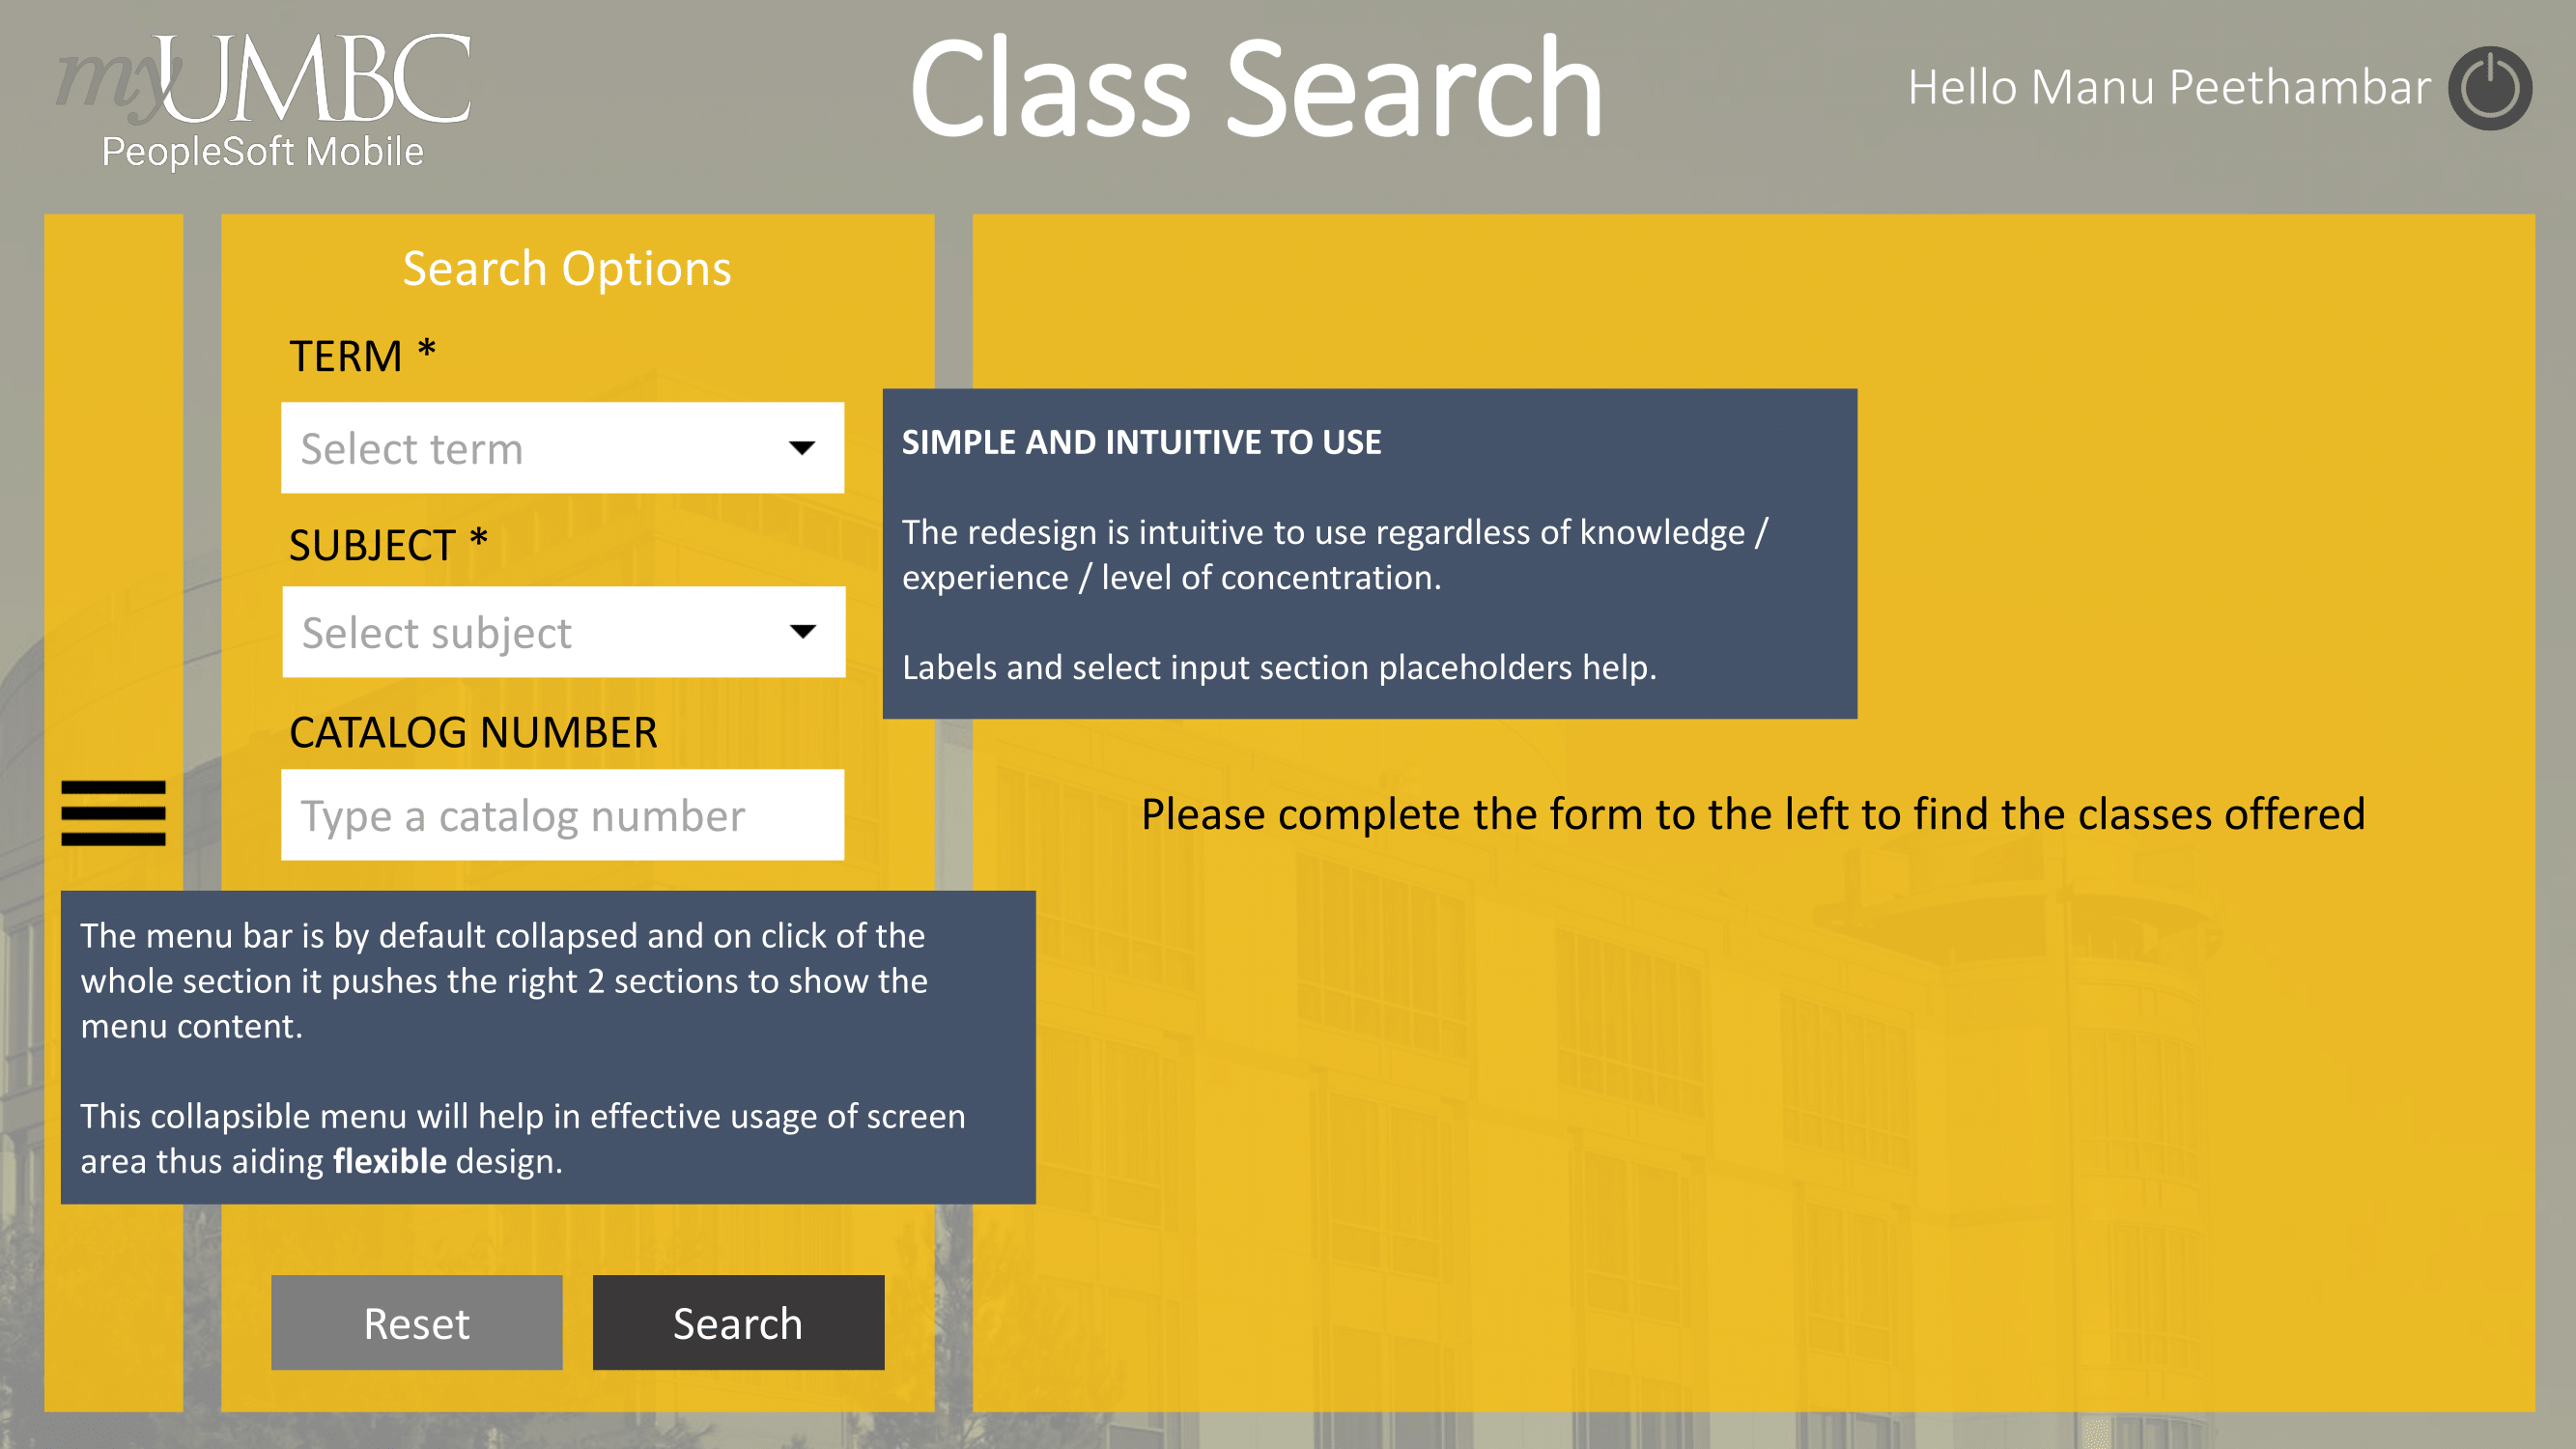 myUMBC
PeopleSoft Mobile
Class Search
Hello Manu Peethambar
Search Options
TERM *
Select term
SUBJECT *
Select subject
CATALOG NUMBER
Type a catalog number
SIMPLE AND INTUITIVE TO USE
The redesign is intuitive to use regardless of knowledge /
experience / level of concentration.
Labels and select input section placeholders help.
Please complete the form to the left to find the classes offered
The menu bar is by default collapsed and on click of the
whole section it pushes the right 2 sections to show the
menu content.
This collapsible menu will help in effective usage of screen
area thus aiding flexible design.
Reset
Search